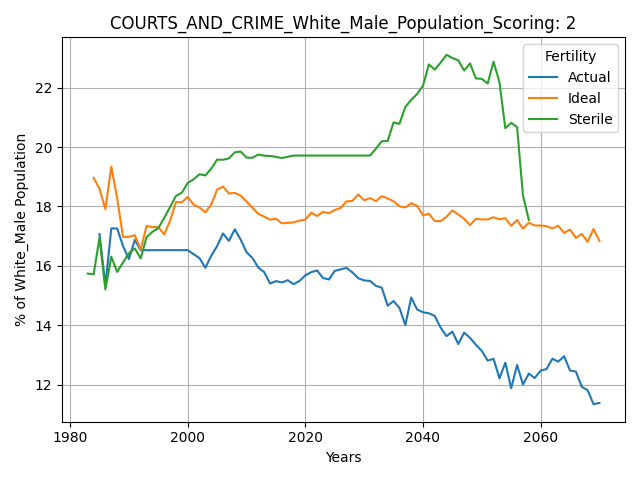 COURTS_AND_CRIME_White_Male_Population_Scoring: 2
Fertility
Actual
Ideal
Sterile
% of White_Male Population
22
20
18
16
14
12
1980
2000
2020
2040
2060
Years